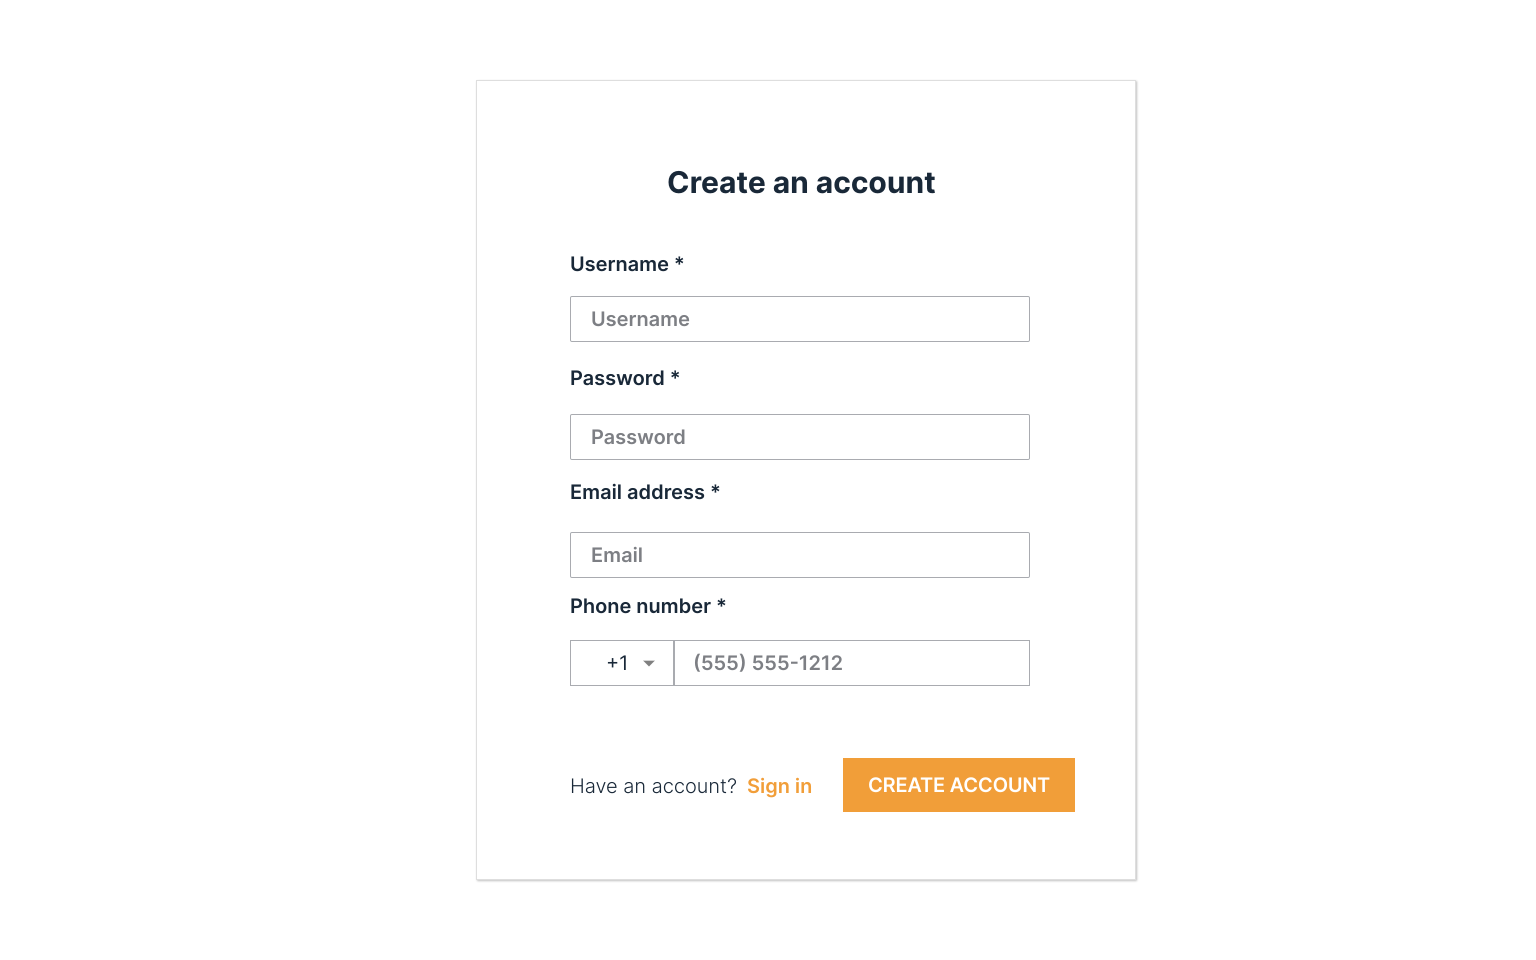 Create an account
Username *
Username
Password *
Password
Email address *
Email
Phone number *
+1 (555) 555-1212
Have an account? Sign in CREATE ACCOUNT